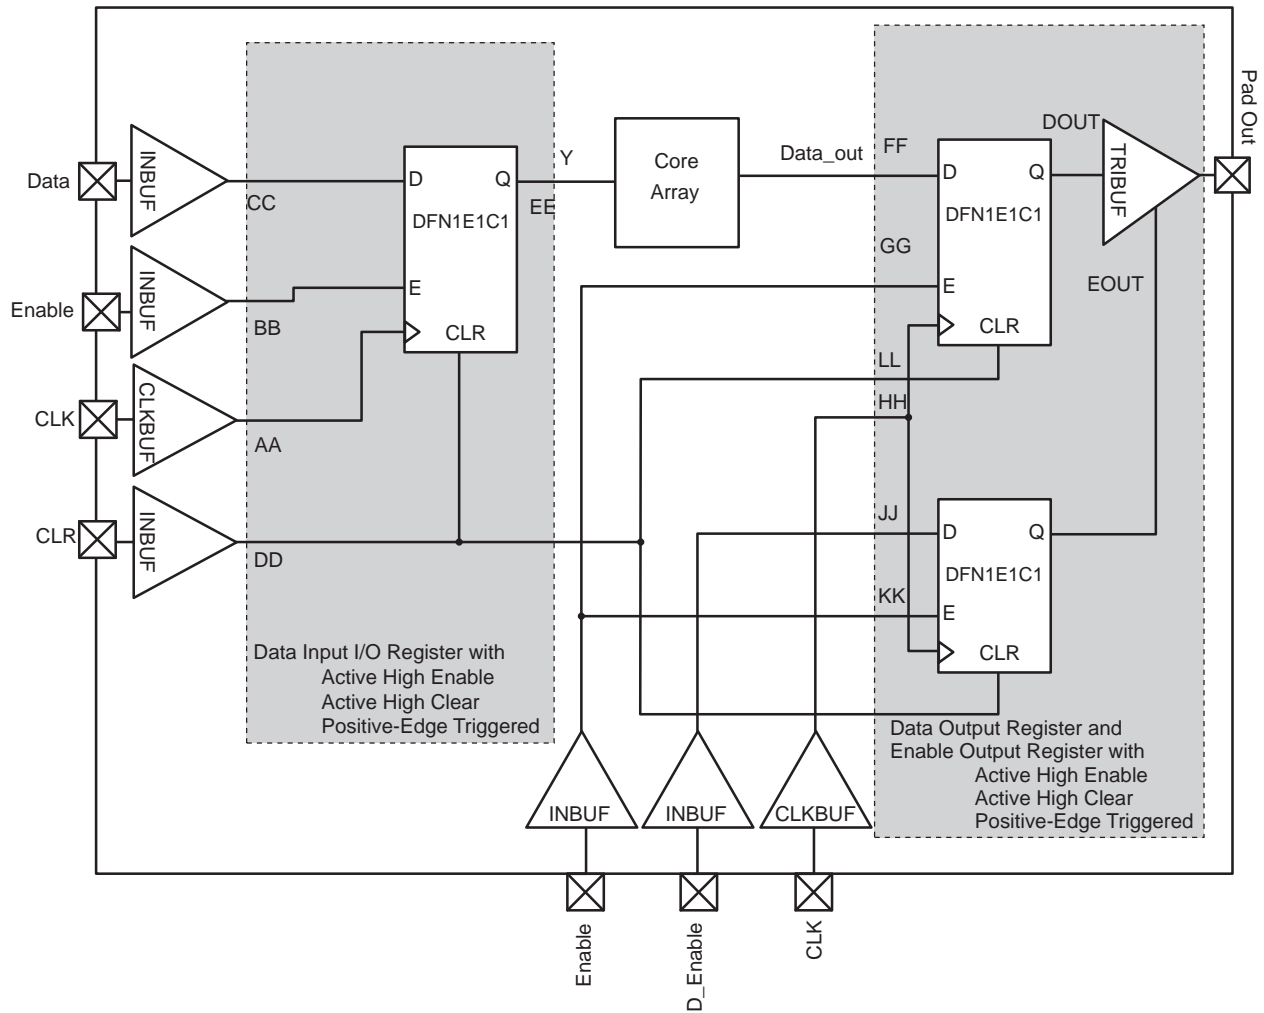 Data
INBUF
CC
Enable
INBUF
BB
CLK
CLKBUF
AA
CLR
INBUF
DD
D
Q
DFN1E1C1
E
CLR
Y
EE
Data Input I/O Register with
Active High Enable
Active High Clear
Positive-Edge Triggered
Core
Array
Data_out
FF
GG
LL
HH
JJ
KK
D
Q
DFN1E1C1
E
CLR
DOUT
TRIBUF
EOUT
Pad Out
D
Q
DFN1E1C1
E
CLR
Data Output Register and
Enable Output Register with
Active High Enable
Active High Clear
Positive-Edge Triggered
INBUF
INBUF
CLKBUF
Enable
D_Enable
CLK